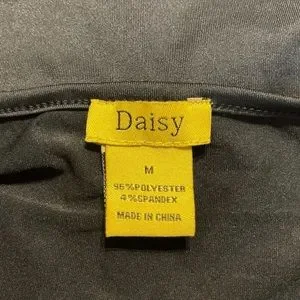 Daisy
M
96%POLYESTER
4%SPANDEX
MADE IN CHINA